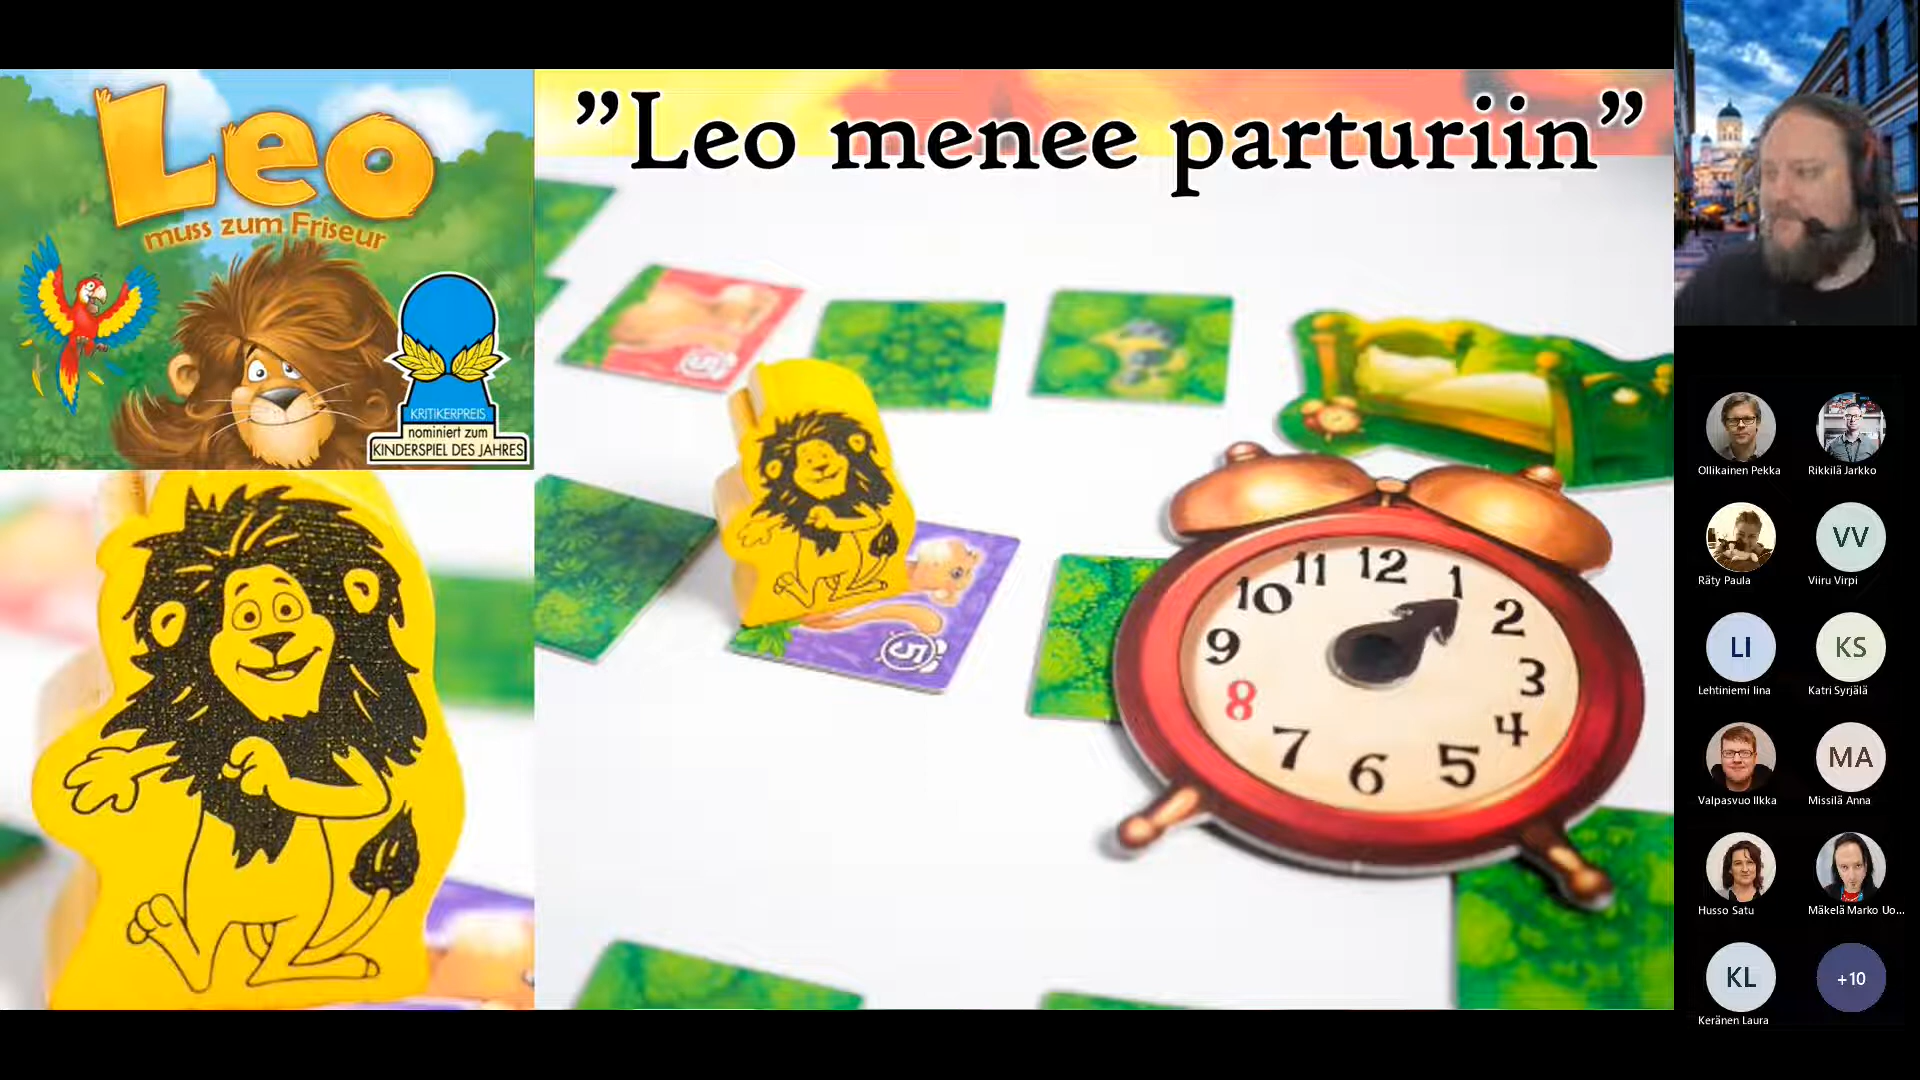 Leo
muss zum Friseur
KRITIKERPREIS
nominiert zum
KINDERSPIEL DES JAHRES
”Leo menee parturiin”
5
5
12
1
2
3
4
5
6
7
8
9
10
11
Ollikainen Pekka
Rikkilä Jarkko
VV
Räty Paula
Viiru Virpi
LI
KS
Lehtiniemi Iina
Katri Syrjälä
MA
Valpasvuo Ilkka
Missilä Anna
Husso Satu
Mäkelä Marko Uo...
KL
+10
Keränen Laura